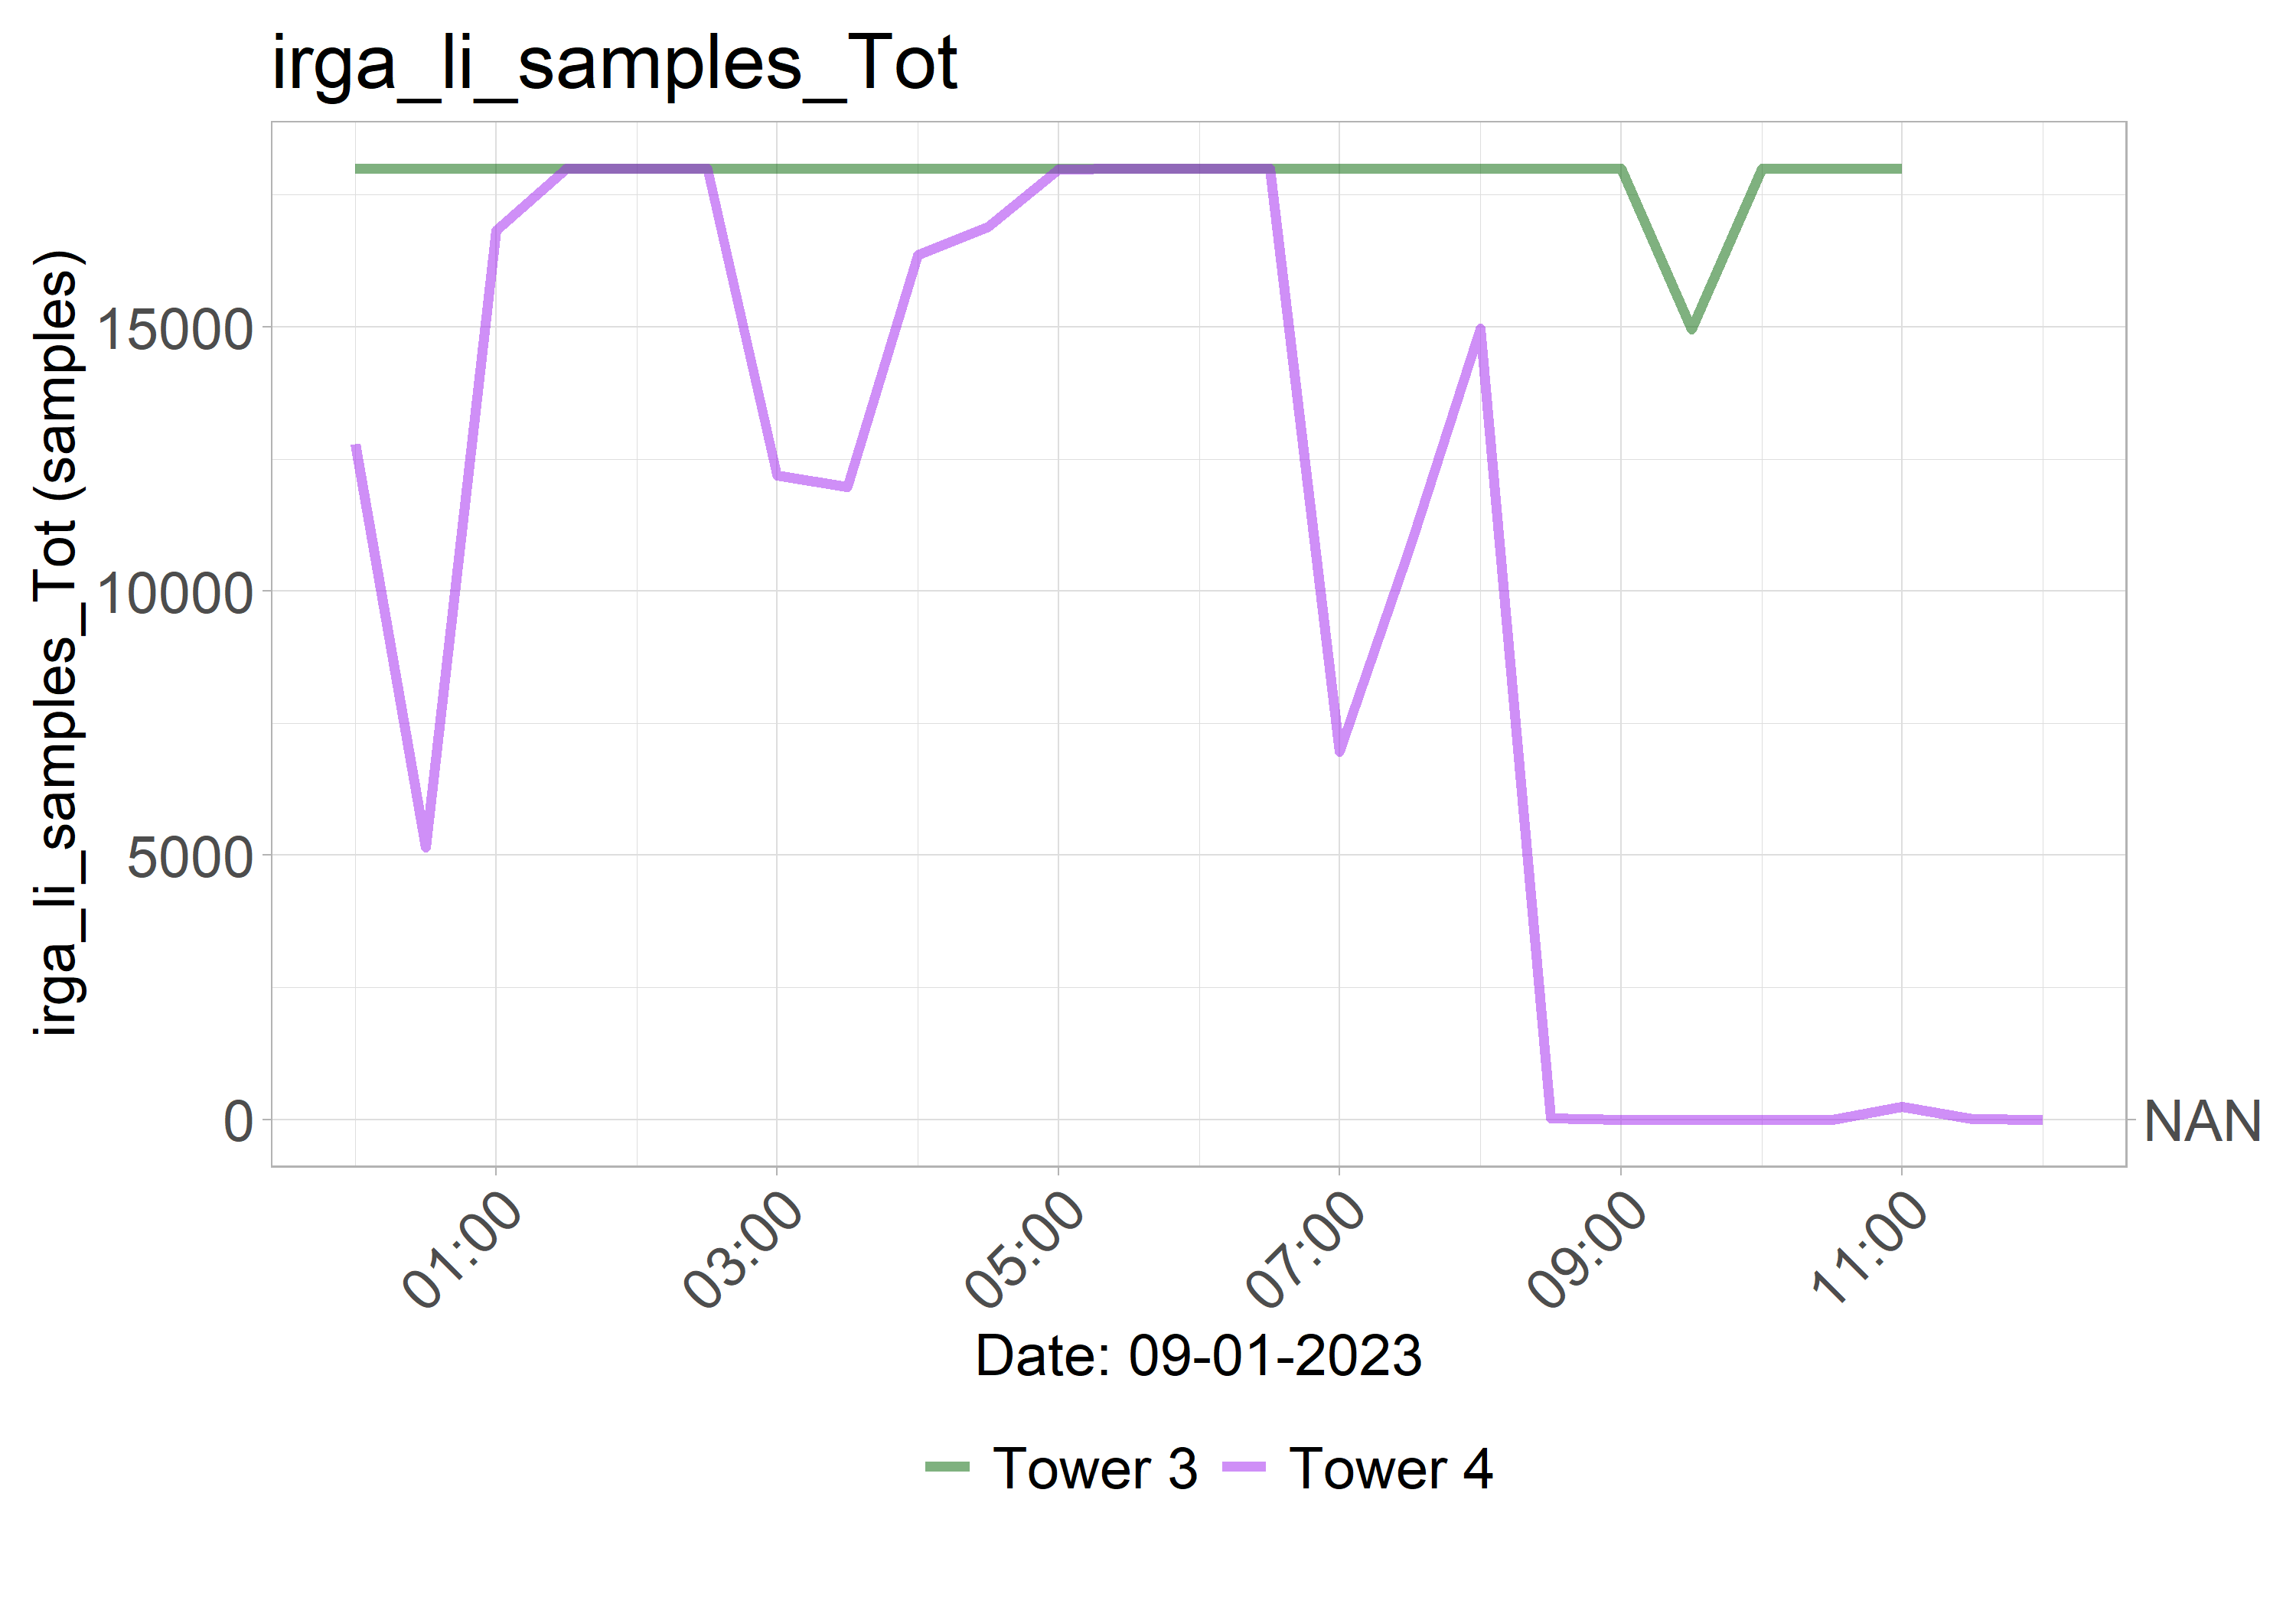 irga_li_samples_Tot
irga_li_samples_Tot (samples)
15000
10000
5000
0
NAN
01:00
03:00
05:00
07:00
09:00
11:00
Date: 09-01-2023
Tower 3
Tower 4